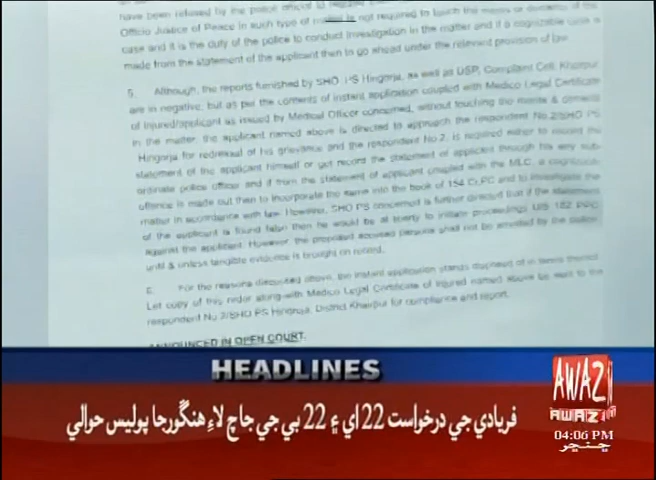 have been refused by the police
Officio Justice of Peace in such type of is not required to touch the merits or demerits of the
case and it is the duty of the police to conduct investigation in the matter and if a cognizable case is
made from the statement of the applicant then to go ahead under the relevant provision of law.
5. Although, the reports furnished by SHO, PS Hingorja, as well as DSP, Complaint Cell, Khairpur
are in negative, but as per the contents of instant application coupled with Medico Legal Certificate
of Injured/applicant as issued by Medical Officer concerned, without touching the merits & demerits
in the matter, the applicant named above is directed to approach the respondent No.2/SHO PS
Hingorja for redressal of his grievance and the respondent No.2, is required either to record the
statement of the applicant himself or get record the statement of applicant through his any sub-
ordinate police officer and if from the statement of applicant coupled with the MLC, a cognizable
offence is made out then to incorporate the same into the book of 154 Cr.PC and to investigate the
matter in accordance with law. However, SHO PS concerned is further directed that if the statement
of the applicant is found false then he would be at liberty to initiate proceedings U/S 182 PPC,
against the applicant. However, the proposed accused persons shall not be arrested by the police,
until & unless tangible evidence is brought on record.
6. For the reasons discussed above, the instant application stands disposed of in terms
Let copy of this order along with Medico Legal Certificate of Injured named above be sent to the
respondent No.2/SHO PS Hingorja, District Khairpur for compliance and report.
ANNOUNCED IN OPEN COURT.
HEADLINES
فريادي جي درخواست 22 اي ۽ 22 بي جي جاچ لاءِ هنگورجا پوليس حوالي
AWAZ
AWAZ
04:06 PM
ڇنڇر